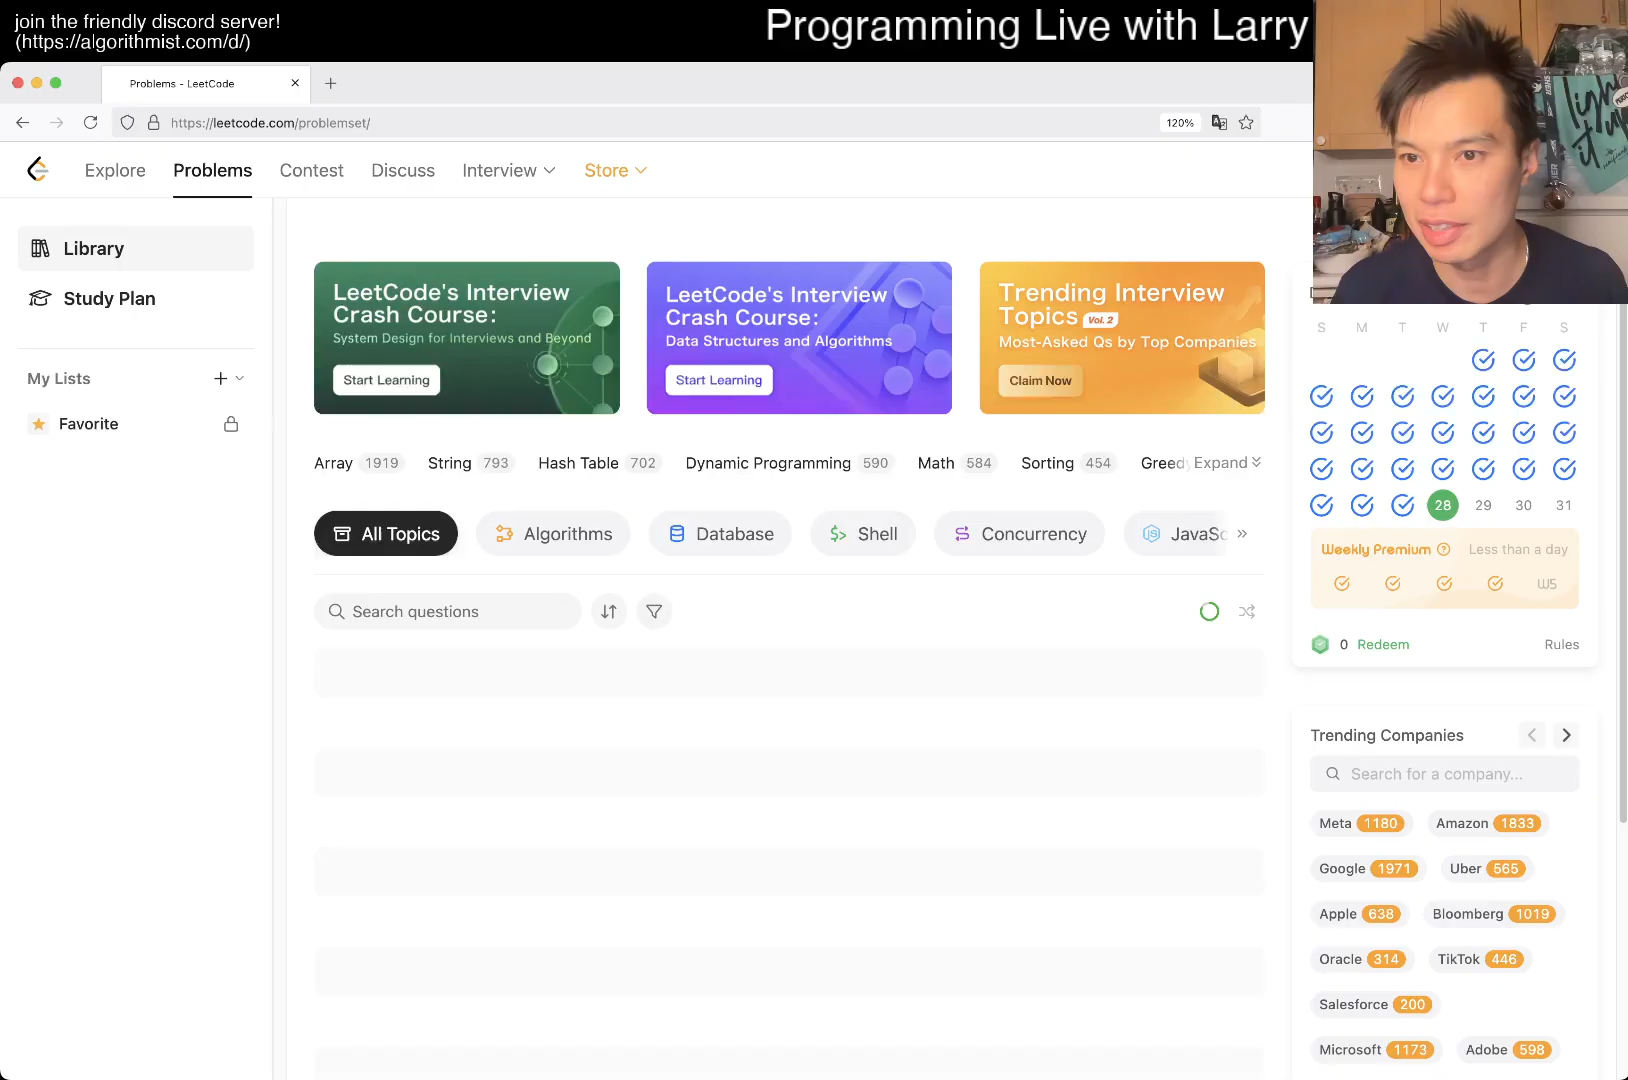 join the friendly discord server!
(https://algorithmist.com/d/)
Programming Live with Larry
Problems - LeetCode
https://leetcode.com/problemset/
120%
Explore
Problems
Contest
Discuss
Interview
Store
Library
Study Plan
My Lists
Favorite
LeetCode's Interview
Crash Course:
System Design for Interviews and Beyond
Start Learning
LeetCode's Interview
Crash Course:
Data Structures and Algorithms
Start Learning
Trending Interview
Topics Vol. 2
Most-Asked Qs by Top Companies
Claim Now
Array 1919
String 793
Hash Table 702
Dynamic Programming 590
Math 584
Sorting 454
Greedy
Expand
All Topics
Algorithms
Database
Shell
Concurrency
JavaSc
Search questions
S M T W T F S
28 29 30 31
Weekly Premium
Less than a day
W5
0 Redeem
Rules
Trending Companies
Search for a company...
Meta 1180
Amazon 1833
Google 1971
Uber 565
Apple 638
Bloomberg 1019
Oracle 314
TikTok 446
Salesforce 200
Microsoft 1173
Adobe 598
light
it